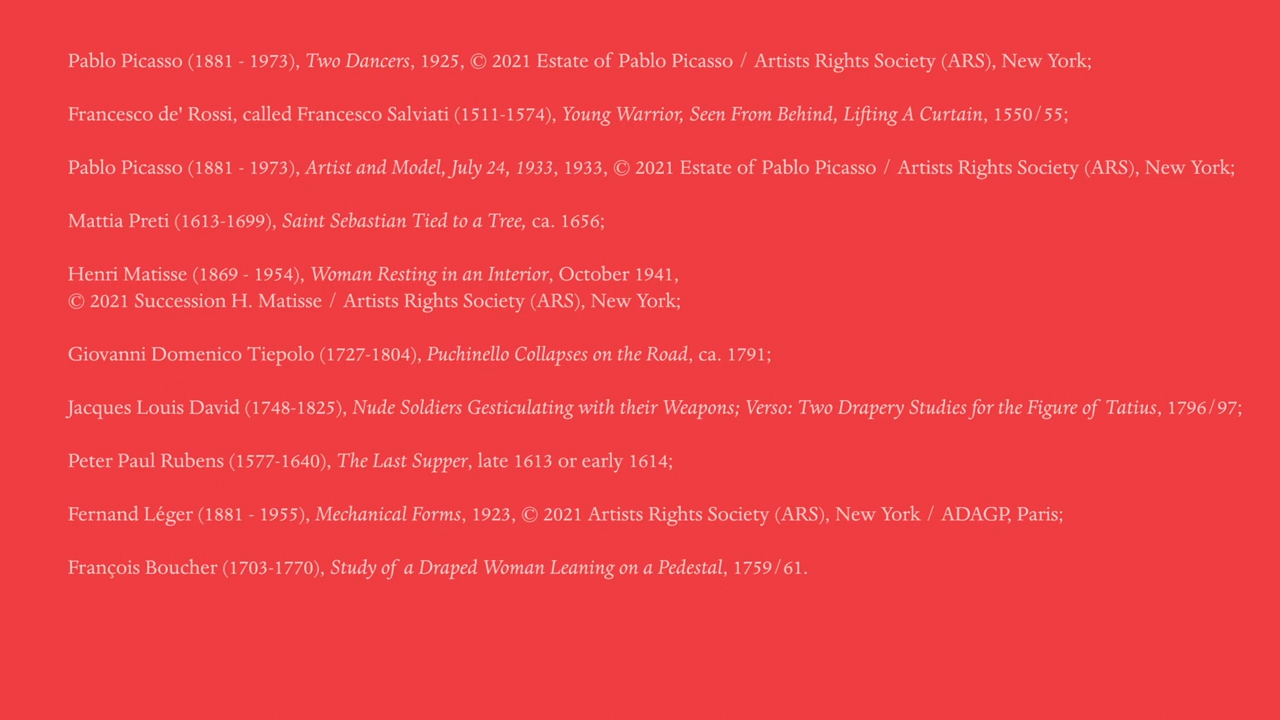 Pablo Picasso (1881 - 1973), Two Dancers, 1925, © 2021 Estate of Pablo Picasso / Artists Rights Society (ARS), New York;
Francesco de' Rossi, called Francesco Salviati (1511-1574), Young Warrior, Seen From Behind, Lifting A Curtain, 1550/55;
Pablo Picasso (1881 - 1973), Artist and Model, July 24, 1933, 1933, © 2021 Estate of Pablo Picasso / Artists Rights Society (ARS), New York;
Mattia Preti (1613-1699), Saint Sebastian Tied to a Tree, ca. 1656;
Henri Matisse (1869 - 1954), Woman Resting in an Interior, October 1941,
© 2021 Succession H. Matisse / Artists Rights Society (ARS), New York;
Giovanni Domenico Tiepolo (1727-1804), Puchinello Collapses on the Road, ca. 1791;
Jacques Louis David (1748-1825), Nude Soldiers Gesticulating with their Weapons; Verso: Two Drapery Studies for the Figure of Tatius, 1796/97;
Peter Paul Rubens (1577-1640), The Last Supper, late 1613 or early 1614;
Fernand Léger (1881 - 1955), Mechanical Forms, 1923, © 2021 Artists Rights Society (ARS), New York / ADAGP, Paris;
François Boucher (1703-1770), Study of a Draped Woman Leaning on a Pedestal, 1759/61.